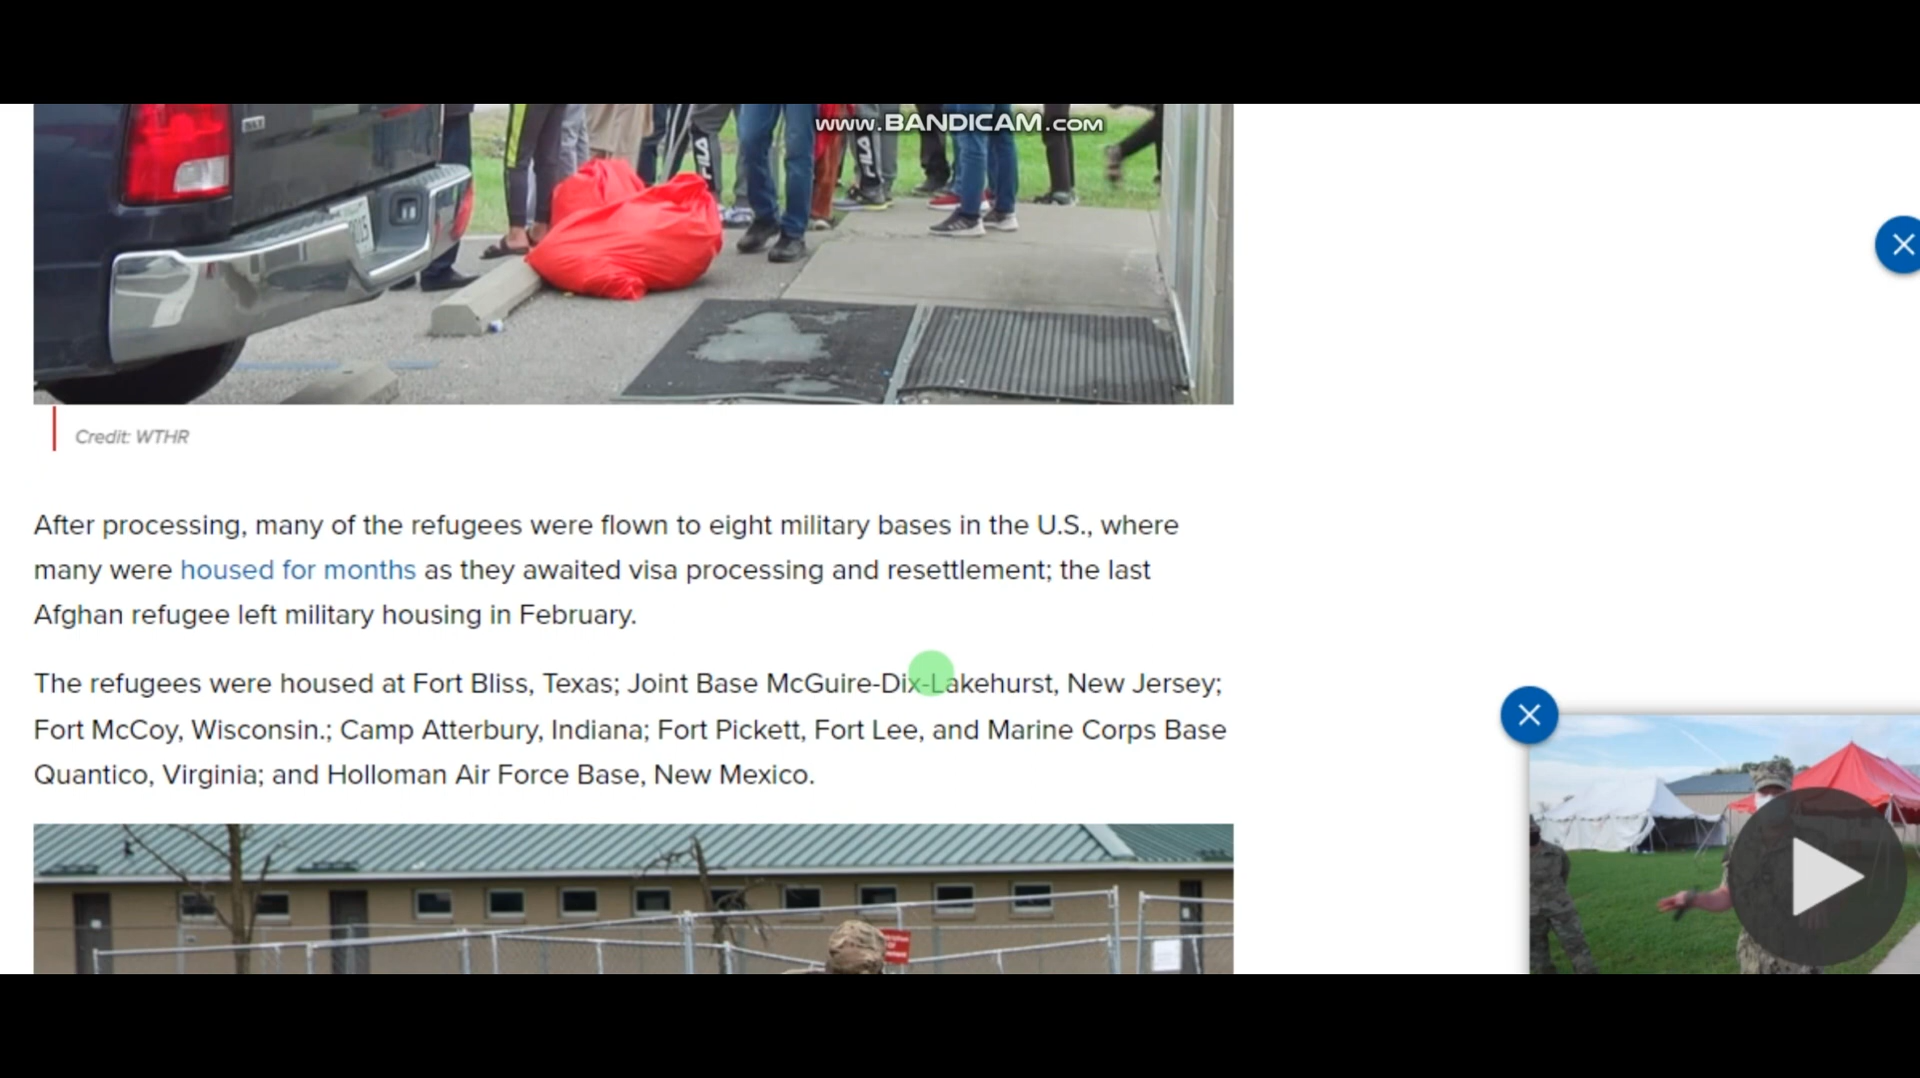 www.BANDICAM.com
FILA
FILA
Credit: WTHR
After processing, many of the refugees were flown to eight military bases in the U.S., where
many were housed for months as they awaited visa processing and resettlement; the last
Afghan refugee left military housing in February.
The refugees were housed at Fort Bliss, Texas; Joint Base McGuire-Dix-Lakehurst, New Jersey;
Fort McCoy, Wisconsin.; Camp Atterbury, Indiana; Fort Pickett, Fort Lee, and Marine Corps Base
Quantico, Virginia; and Holloman Air Force Base, New Mexico.